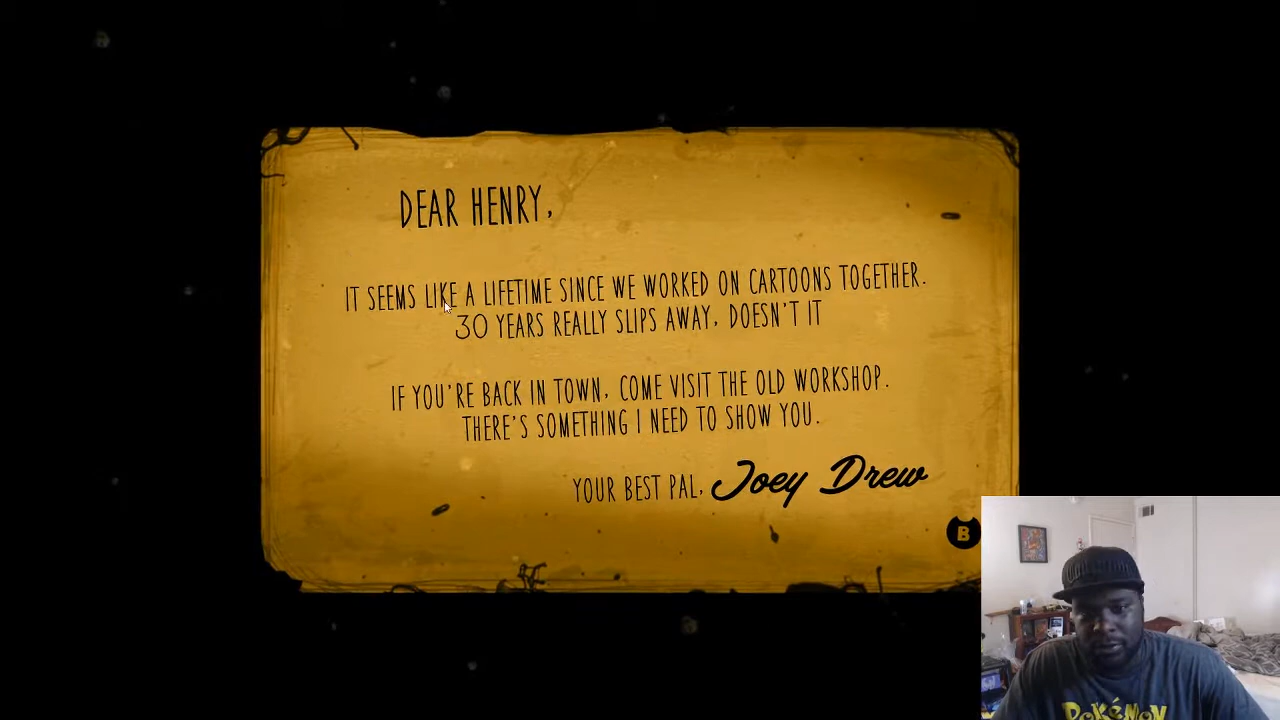 DEAR HENRY,
IT SEEMS LIKE A LIFETIME SINCE WE WORKED ON CARTOONS TOGETHER.
30 YEARS REALLY SLIPS AWAY, DOESN'T IT
IF YOU'RE BACK IN TOWN, COME VISIT THE OLD WORKSHOP.
THERE'S SOMETHING I NEED TO SHOW YOU.
YOUR BEST PAL, Joey Drew
B
POKéMON